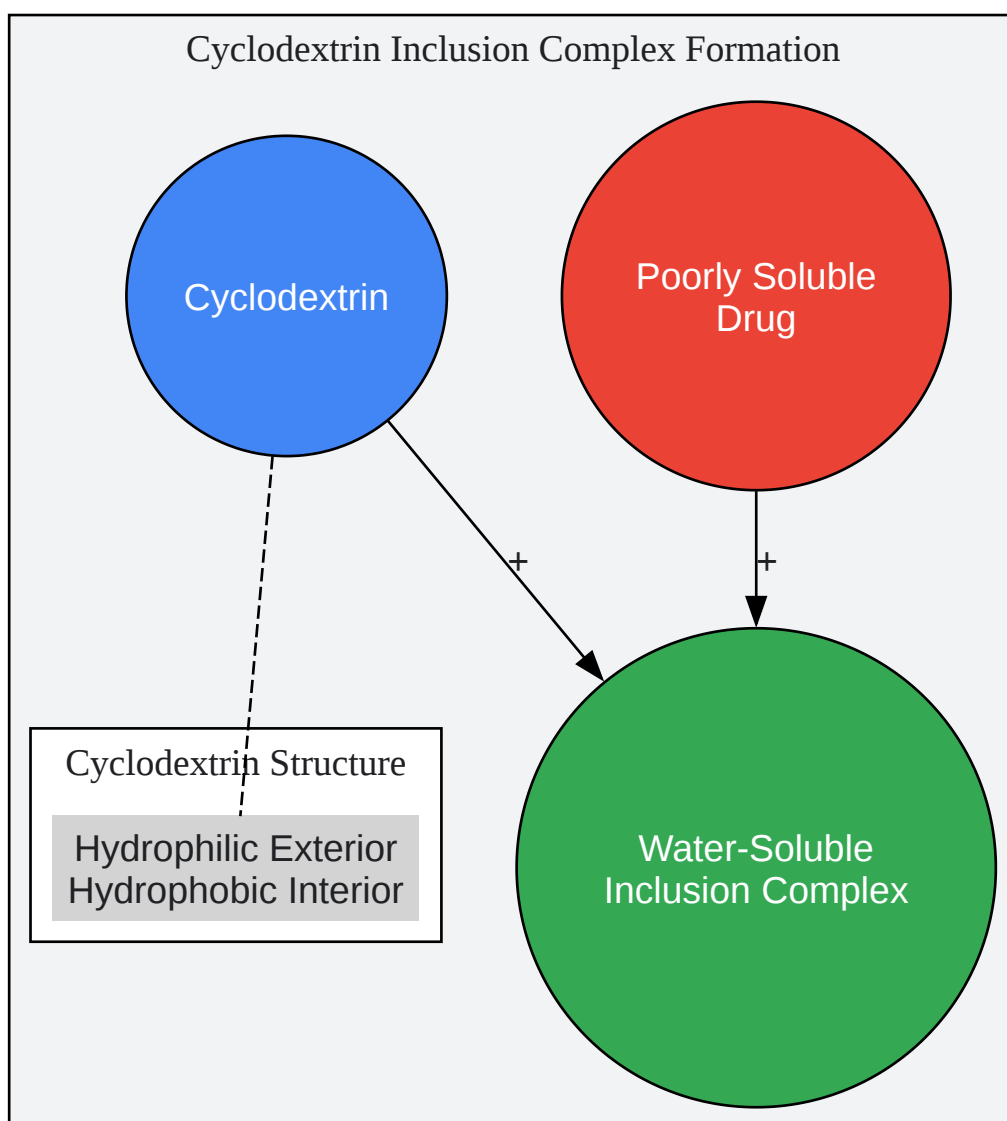 Cyclodextrin Inclusion Complex Formation
Cyclodextrin
Poorly Soluble
Drug
+
+
Cyclodextrin Structure
Hydrophilic Exterior
Hydrophobic Interior
Water-Soluble
Inclusion Complex